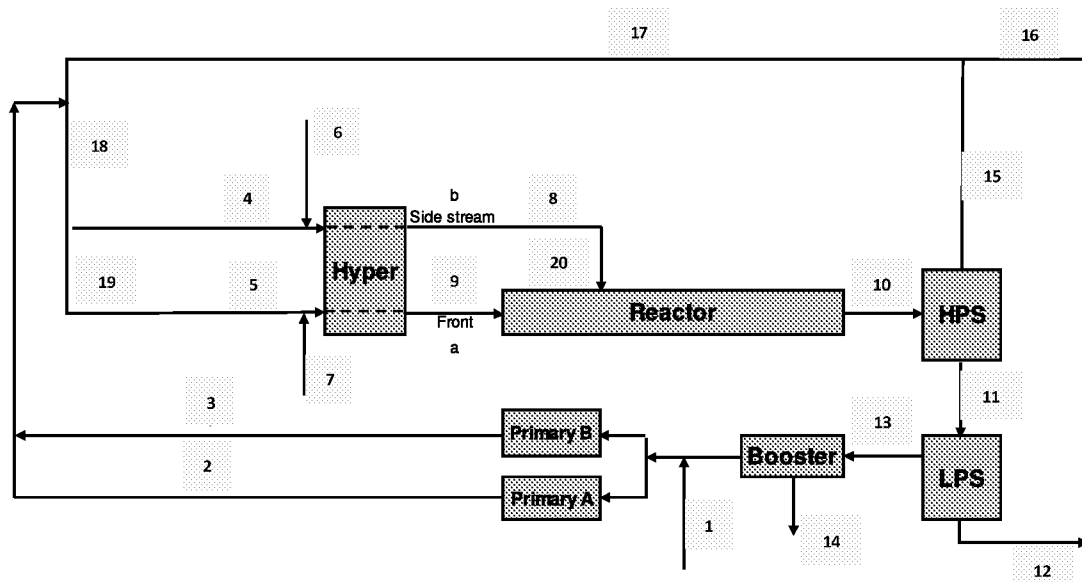 17
16
18
6
15
4
b
8
Side stream
Hyper
20
19
5
9
10
Reactor
HPS
Front
a
7
11
3
13
Primary B
Booster
2
LPS
Primary A
1
14
12